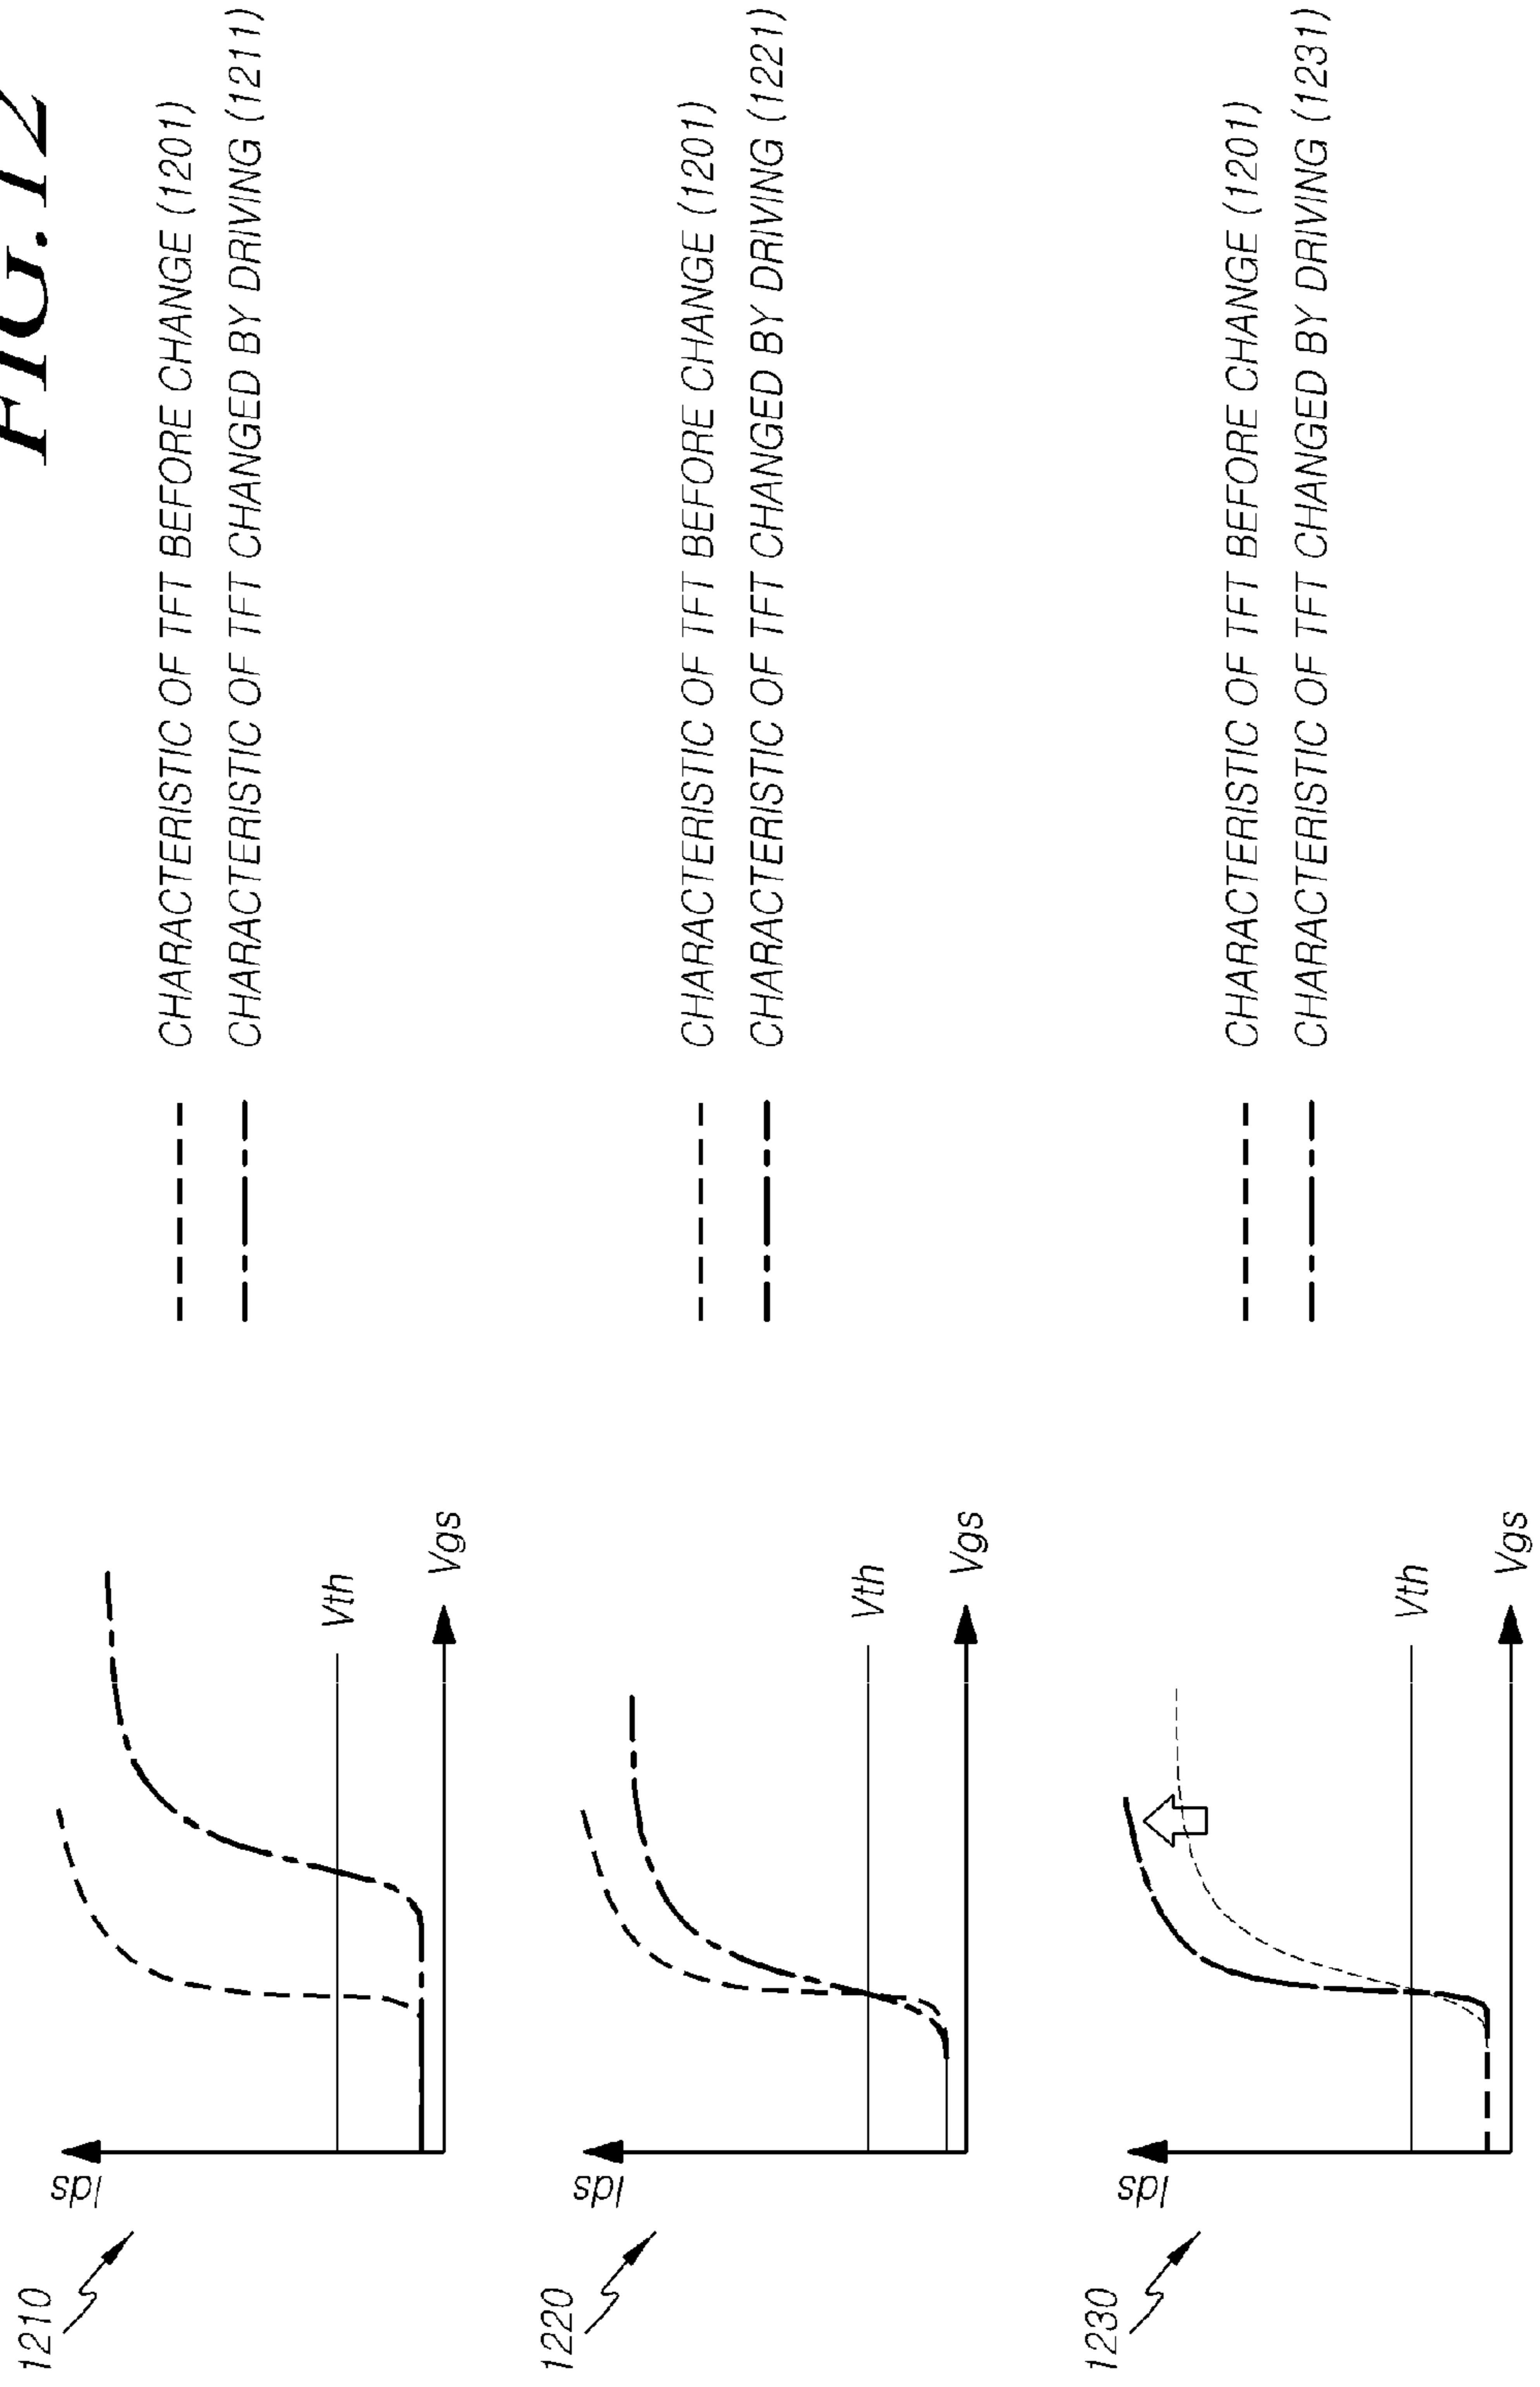 FIG.12
1210
Ids
Vth
Vgs
CHARACTERISTIC OF TFT BEFORE CHANGE (1201)
CHARACTERISTIC OF TFT CHANGED BY DRIVING (1211)
1220
Ids
Vth
Vgs
CHARACTERISTIC OF TFT BEFORE CHANGE (1201)
CHARACTERISTIC OF TFT CHANGED BY DRIVING (1221)
1230
Ids
Vth
Vgs
CHARACTERISTIC OF TFT BEFORE CHANGE (1201)
CHARACTERISTIC OF TFT CHANGED BY DRIVING (1231)